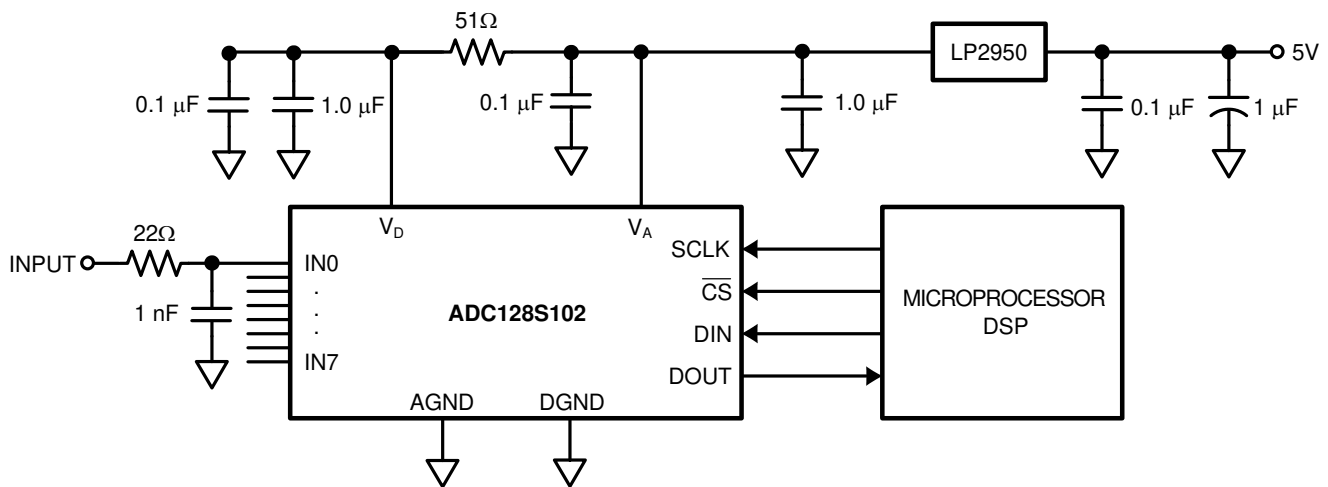 51Ω
LP2950
5V
0.1 μF
1.0 μF
0.1 μF
1.0 μF
0.1 μF
1 μF
V_D
V_A
22Ω
INPUT
IN0
SCLK
C̅S̅
1 nF
.
.
.
ADC128S102
MICROPROCESSOR
DSP
DIN
IN7
DOUT
AGND
DGND